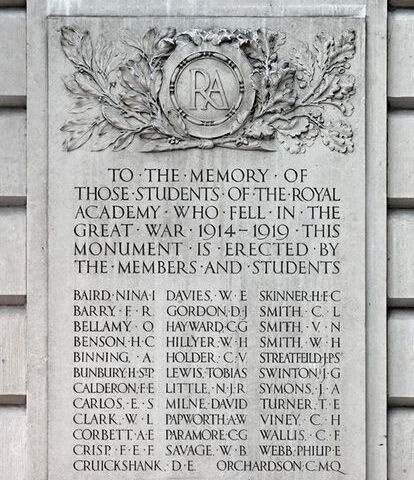 RA
TO · THE · MEMORY · OF
THOSE · STUDENTS · OF · THE · ROYAL
ACADEMY · WHO · FELL · IN · THE
GREAT · WAR · 1914–1919 · THIS
MONUMENT · IS · ERECTED · BY
THE · MEMBERS · AND · STUDENTS
BAIRD, NINA·I DAVIES, W·E SKINNER, H·F·C
BARRY, F·R GORDON, D·J SMITH, C·L
BELLAMY, O HAYWARD, C·G SMITH, V·N
BENSON, H·C HILLYER, W·H SMITH, W·H
BINNING, A HOLDER, C·V STREATFEILD, J·P·S
BUNBURY, H·ST·P LEWIS, TOBIAS SWINTON, J·G
CALDERON, F·E LITTLE, N·J·R SYMONS, J·A
CARLOS, E·S MILNE, DAVID TURNER, T·E
CLARK, W·L PAPWORTH, A·W VINEY, C·H
CORBETT, A·E PARAMORE, C·G WALLIS, C·F
CRISP, F·E·F SAVAGE, W·B WEBB, PHILIP·E
CRUICKSHANK, D·E ORCHARDSON, C·M·Q